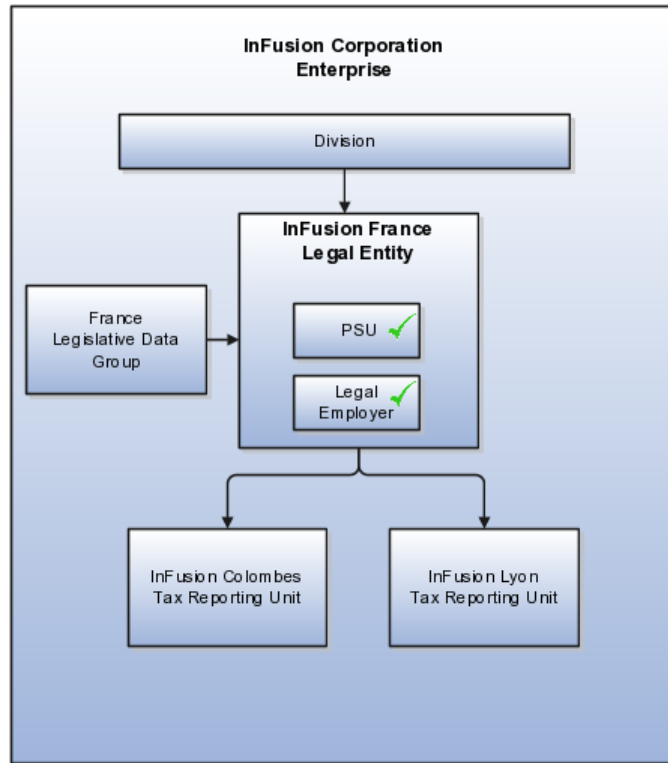 InFusion Corporation
Enterprise
Division
InFusion France
Legal Entity
France
Legislative Data
Group
PSU
Legal
Employer
InFusion Colombes
Tax Reporting Unit
InFusion Lyon
Tax Reporting Unit